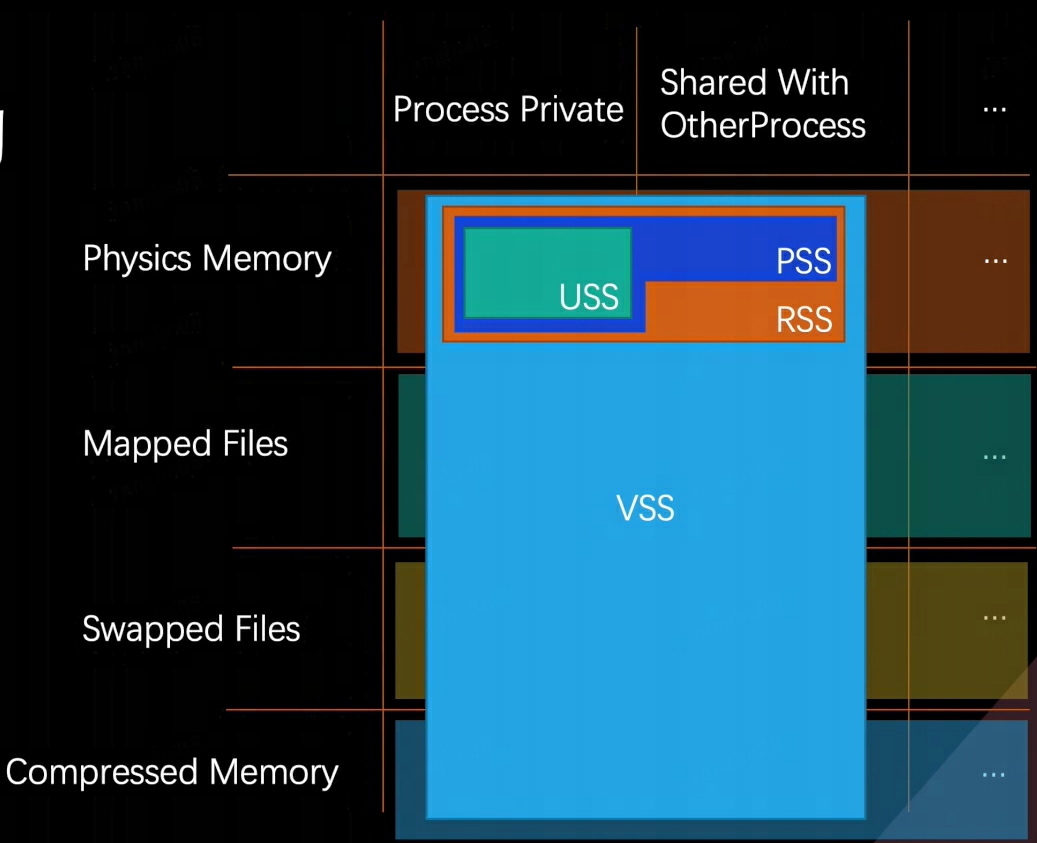 Process Private
Shared With
OtherProcess
...
Physics Memory
...
USS
PSS
RSS
Mapped Files
...
VSS
Swapped Files
...
Compressed Memory
...